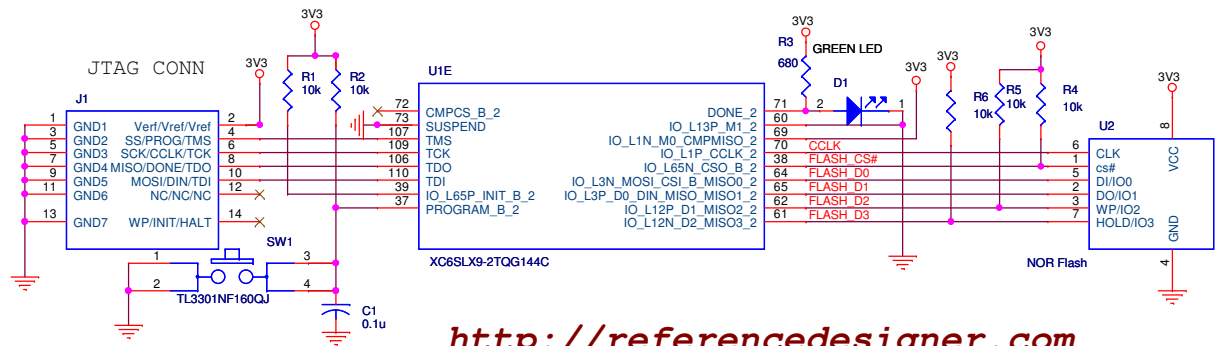 3V3
3V3
3V3
R3
680
GREEN LED
D1
3V3
3V3
3V3
3V3
JTAG CONN
J1
R1
10k
R2
10k
U1E
R6
10k
R5
10k
R4
10k
U2
1 GND1 Verf/Vref/Vref 2
3 GND2 SS/PROG/TMS 4
5 GND3 SCK/CCLK/TCK 6
7 GND4 MISO/DONE/TDO 8
9 GND5 MOSI/DIN/TDI 10
11 GND6 NC/NC/NC 12
13 GND7 WP/INIT/HALT 14
72 CMPCS_B_2
73 SUSPEND
107 TMS
109 TCK
106 TDO
110 TDI
39 IO_L65P_INIT_B_2
37 PROGRAM_B_2
DONE_2 71 2 1
IO_L13P_M1_2 60
IO_L1N_M0_CMPMISO_2 69
IO_L1P_CCLK_2 70 CCLK
IO_L65N_CSO_B_2 38 FLASH_CS#
IO_L3N_MOSI_CSI_B_MISO0_2 64 FLASH_D0
IO_L3P_D0_DIN_MISO_MISO1_2 65 FLASH_D1
IO_L12P_D1_MISO2_2 62 FLASH_D2
IO_L12N_D2_MISO3_2 61 FLASH_D3
XC6SLX9-2TQG144C
8 VCC
6 CLK
1 cs#
5 DI/IO0
2 DO/IO1
3 WP/IO2
7 HOLD/IO3
GND 4
NOR Flash
SW1
1 3
2 4
TL3301NF160QJ
C1
0.1u
http://referencedesigner.com